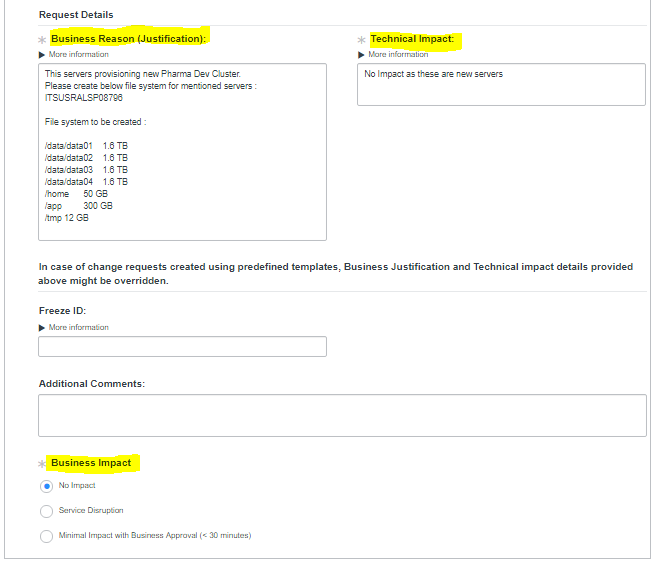 Request Details
* Business Reason (Justification):
* Technical Impact:
▶ More information
▶ More information
This servers provisioning new Pharma Dev Cluster.
Please create below file system for mentioned servers :
ITSUSRALSP08796
No Impact as these are new servers
File system to be created :
/data/data01 1.6 TB
/data/data02 1.6 TB
/data/data03 1.6 TB
/data/data04 1.6 TB
/home 50 GB
/app 300 GB
/tmp 12 GB
In case of change requests created using predefined templates, Business Justification and Technical impact details provided
above might be overridden.
Freeze ID:
▶ More information
Additional Comments:
* Business Impact
No Impact
Service Disruption
Minimal Impact with Business Approval (< 30 minutes)